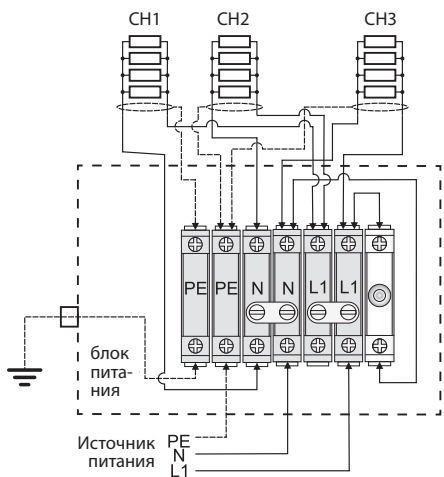 CH1 CH2 CH3
PE PE N N L1 L1
блок
пита-
ния
Источник
питания
PE
N
L1